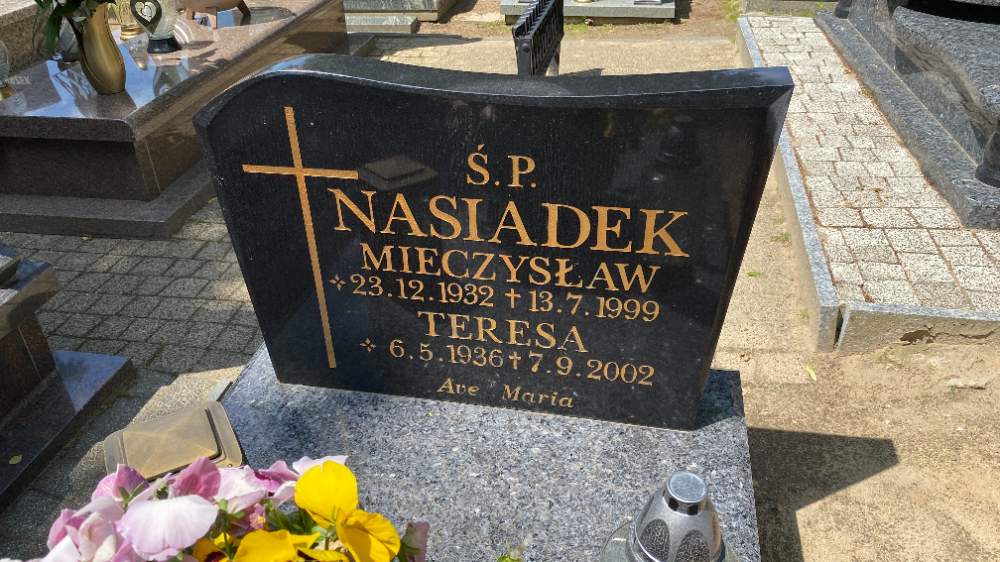 Ś.P.
NASIADEK
MIECZYSŁAW
23.12.1932 † 13.7.1999
TERESA
6.5.1936 † 7.9.2002
Ave Maria